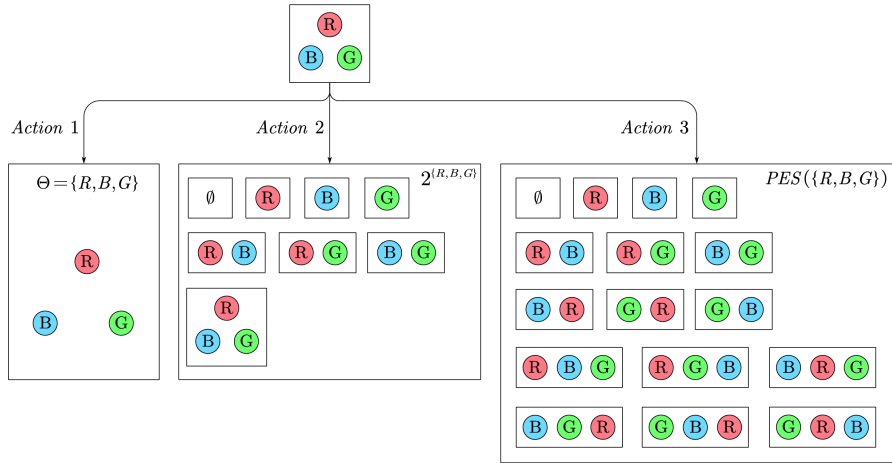 R
B G
Action 1
Action 2
Action 3
Θ={R,B,G}
R
B G
2^{R,B,G}
∅ R B G
R B R G B G
R
B G
PES({R,B,G})
∅ R B G
R B R G B G
B R G R G B
R B G R G B B R G
B G R G B R G R B